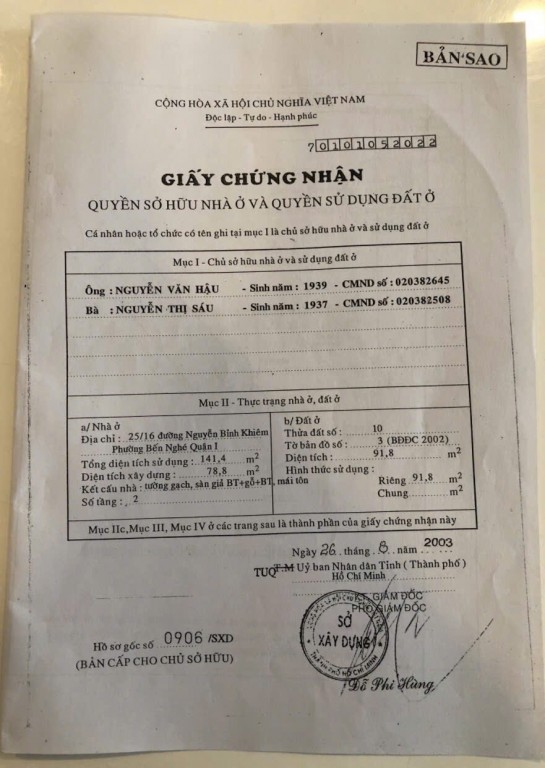 BẢN SAO
CỘNG HÒA XÃ HỘI CHỦ NGHĨA VIỆT NAM
Độc lập - Tự do - Hạnh phúc
70101052022
GIẤY CHỨNG NHẬN
QUYỀN SỞ HỮU NHÀ Ở VÀ QUYỀN SỬ DỤNG ĐẤT Ở
Cá nhân hoặc tổ chức có tên ghi tại mục I là chủ sở hữu nhà ở và sử dụng đất ở
Mục I - Chủ sở hữu nhà ở và sử dụng đất ở
Ông : NGUYỄN VĂN HẬU - Sinh năm : 1939 - CMND số : 020382645
Bà : NGUYỄN THỊ SÁU - Sinh năm : 1937 - CMND số : 020382508
Mục II - Thực trạng nhà ở, đất ở
a/ Nhà ở
Địa chỉ : 25/16 đường Nguyễn Bỉnh Khiêm
Phường Bến Nghé Quận I
Tổng diện tích sử dụng : 141,4 m2
Diện tích xây dựng : 78,8 m2
Kết cấu nhà : tường gạch, sàn giả BT+gỗ+BT, mái tôn
Số tầng : 2
b/ Đất ở
Thửa đất số : 10
Tờ bản đồ số : 3 (BĐĐC 2002)
Diện tích : 91,8 m2
Hình thức sử dụng :
Riêng 91,8 m2
Chung m2
Mục IIc, Mục III, Mục IV ở các trang sau là thành phần của giấy chứng nhận này
Ngày 26 tháng 8 năm 2003
TUQ T.M Uỷ ban Nhân dân Tỉnh ( Thành phố )
Hồ Chí Minh
KT. GIÁM ĐỐC
PHÓ GIÁM ĐỐC
SỞ
XÂY DỰNG
THÀNH PHỐ HỒ CHÍ MINH
Đỗ Phi Hùng
Hồ sơ gốc số 0906 /SXD
(BẢN CẤP CHO CHỦ SỞ HỮU)